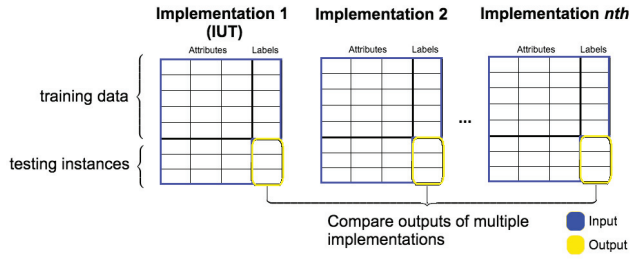 Implementation 1
(IUT)
Implementation 2
Implementation nth
Attributes Labels
Attributes Labels
Attributes Labels
training data
...
testing instances
Compare outputs of multiple
implementations
Input
Output